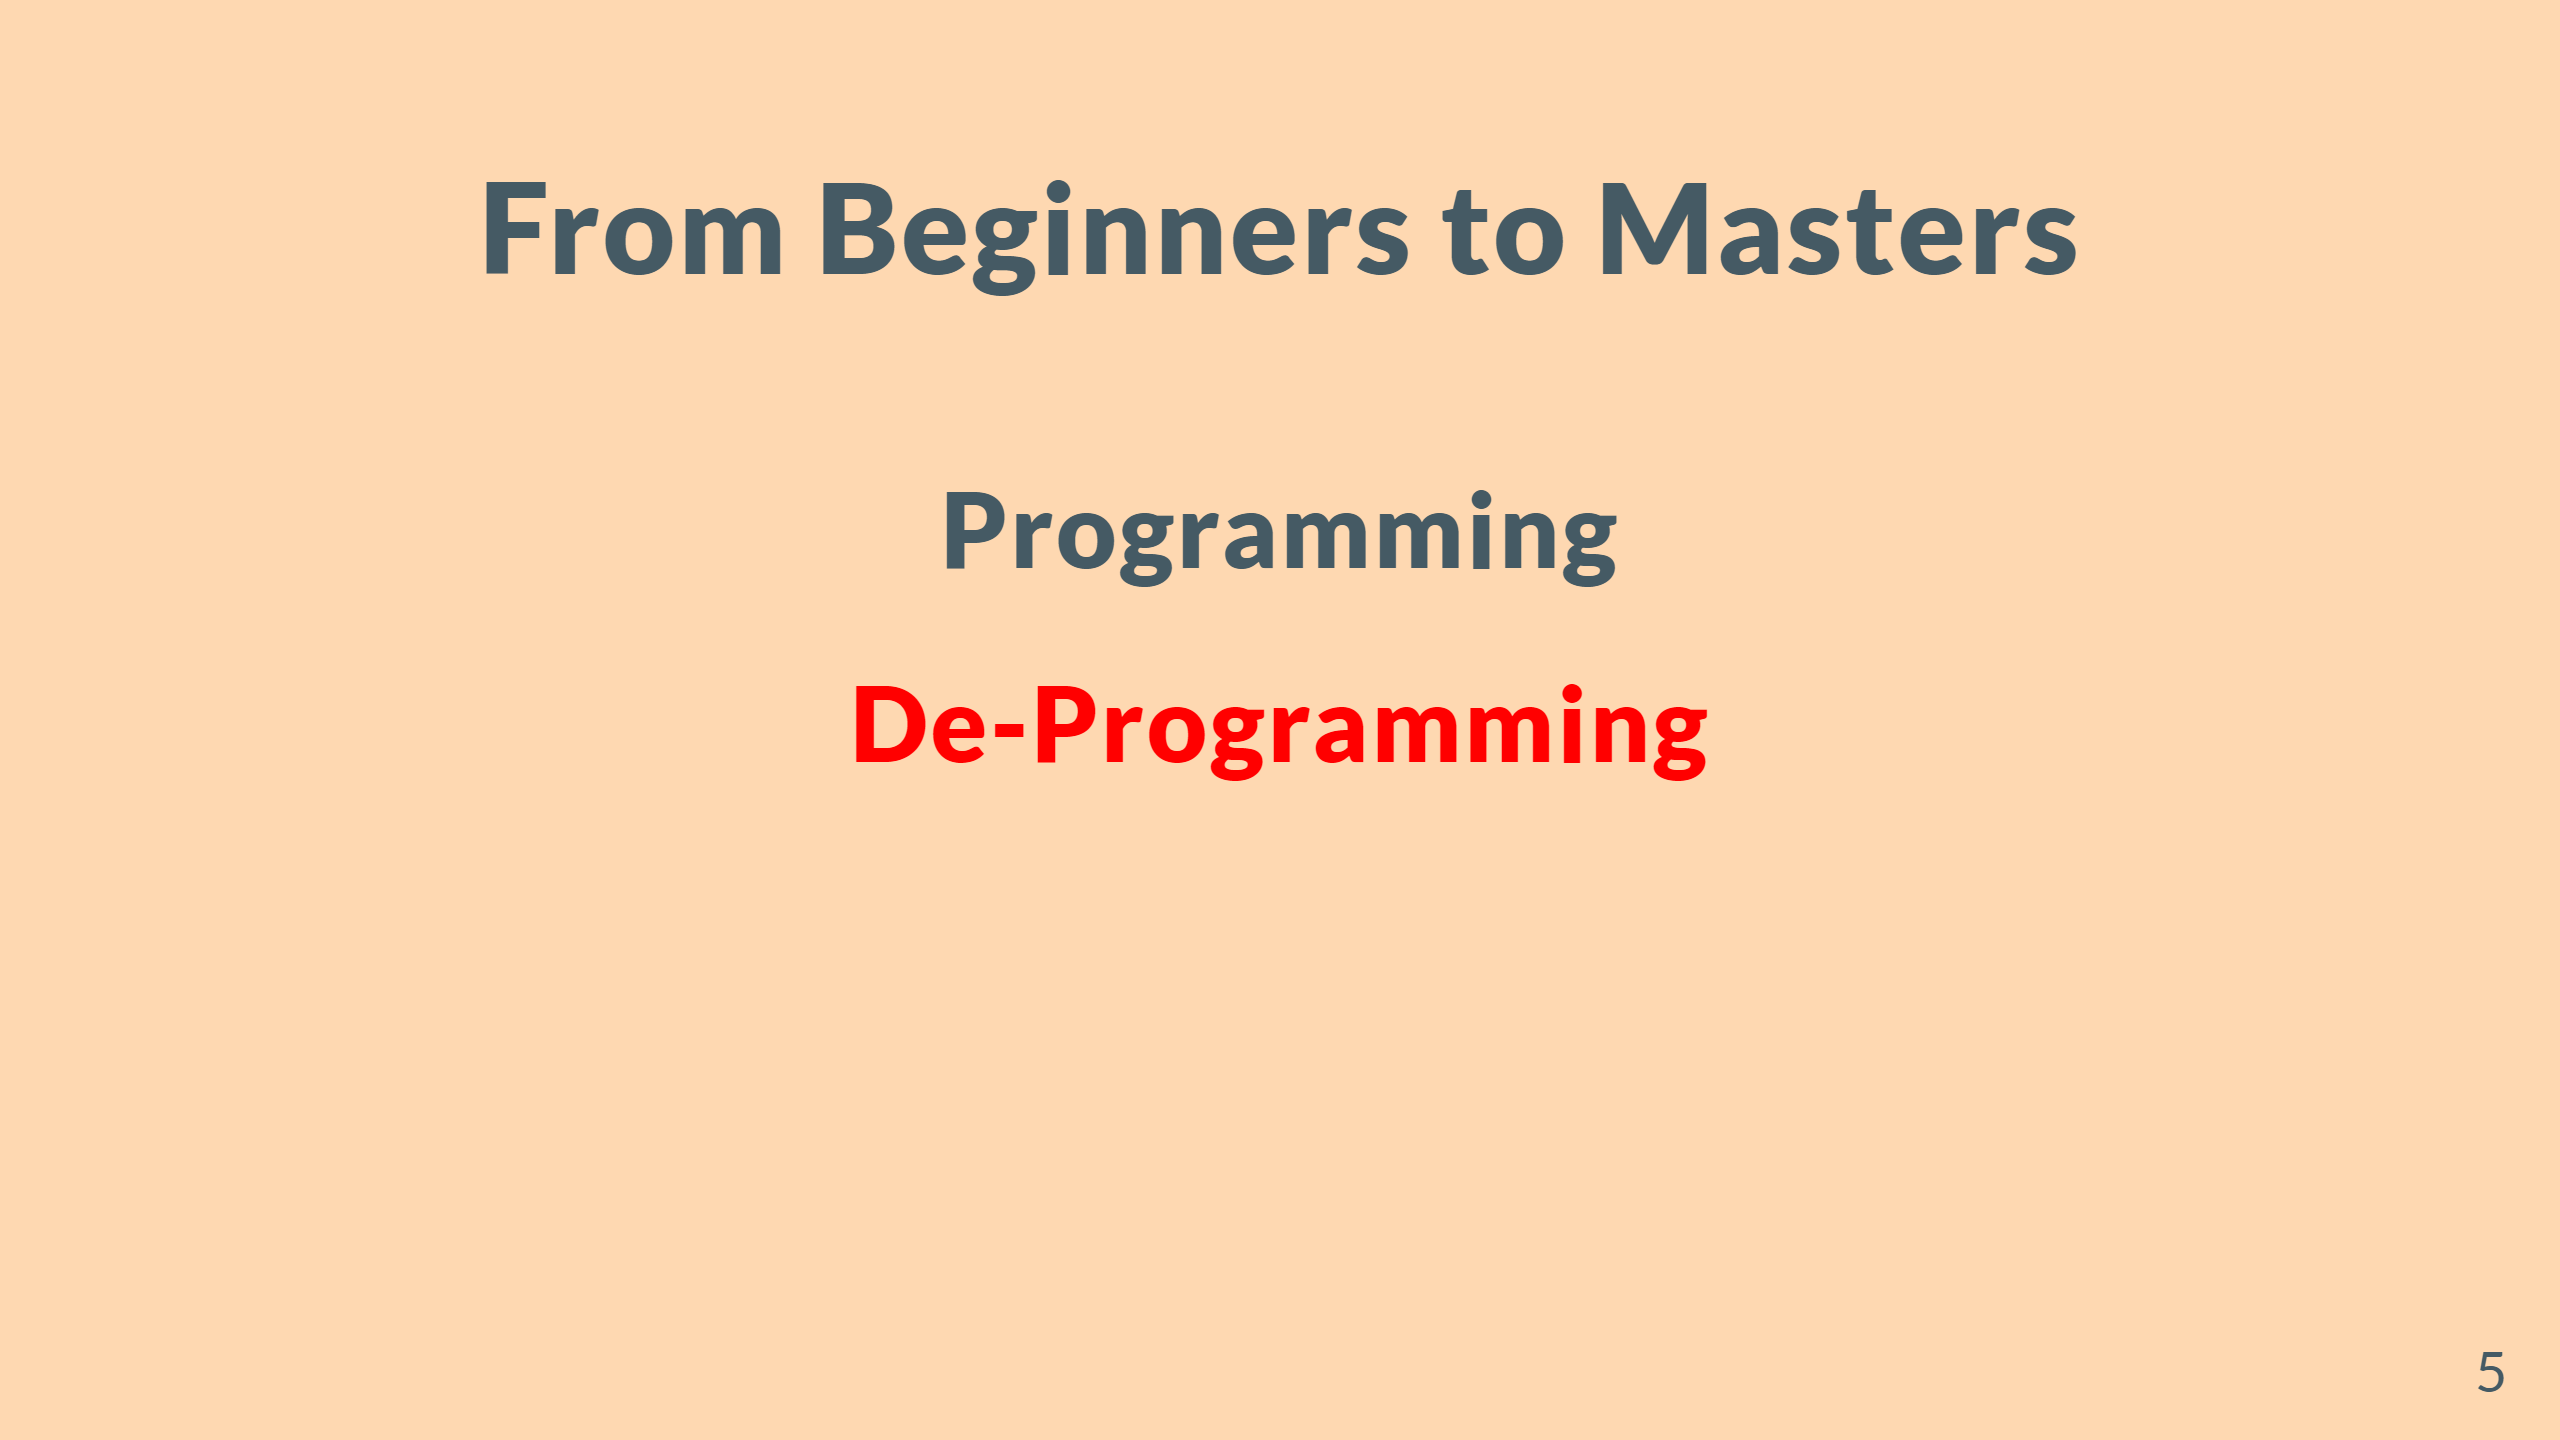 From Beginners to Masters
Programming
De-Programming
5